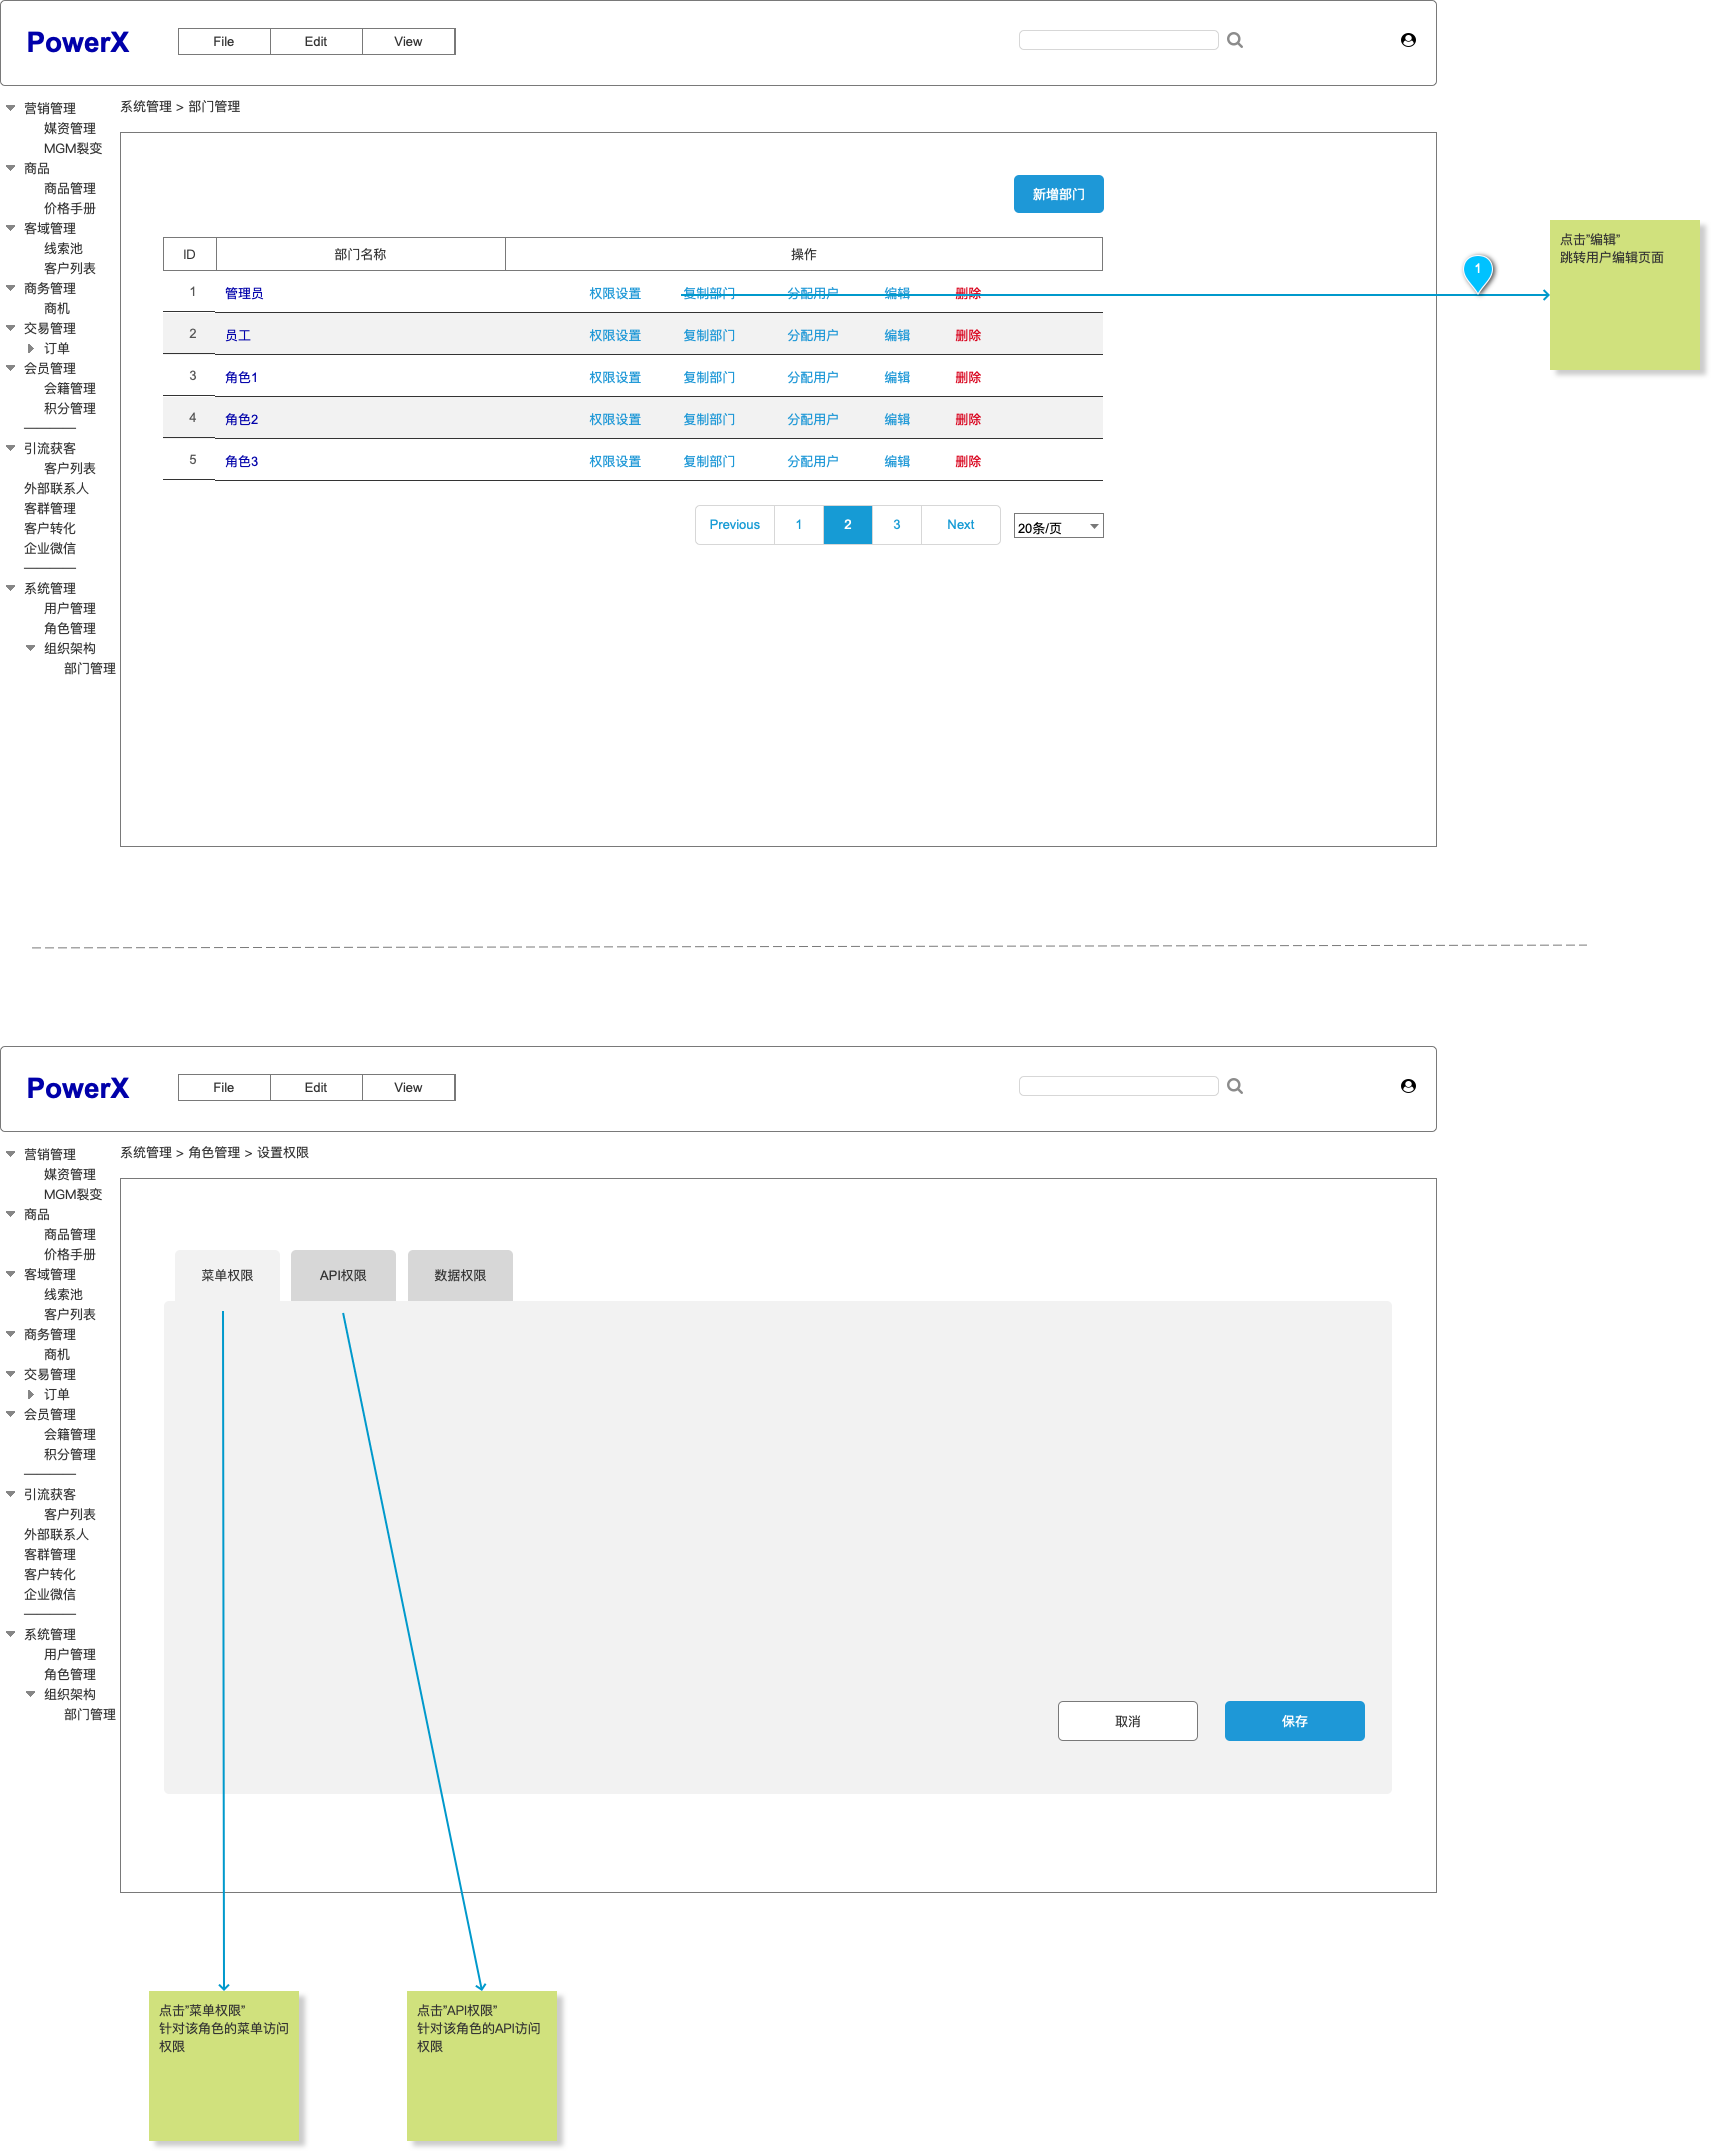 PowerX
File Edit View
营销管理
媒资管理
MGM裂变
商品
商品管理
价格手册
客域管理
线索池
客户列表
商务管理
商机
交易管理
订单
会员管理
会籍管理
积分管理
引流获客
客户列表
外部联系人
客群管理
客户转化
企业微信
系统管理
用户管理
角色管理
组织架构
部门管理
系统管理 > 部门管理
新增部门
ID 部门名称 操作
1 管理员 权限设置 复制部门 分配用户 编辑 删除
2 员工 权限设置 复制部门 分配用户 编辑 删除
3 角色1 权限设置 复制部门 分配用户 编辑 删除
4 角色2 权限设置 复制部门 分配用户 编辑 删除
5 角色3 权限设置 复制部门 分配用户 编辑 删除
Previous 1 2 3 Next 20条/页
1
点击”编辑”
跳转用户编辑页面
PowerX
File Edit View
营销管理
媒资管理
MGM裂变
商品
商品管理
价格手册
客域管理
线索池
客户列表
商务管理
商机
交易管理
订单
会员管理
会籍管理
积分管理
引流获客
客户列表
外部联系人
客群管理
客户转化
企业微信
系统管理
用户管理
角色管理
组织架构
部门管理
系统管理 > 角色管理 > 设置权限
菜单权限 API权限 数据权限
取消 保存
点击”菜单权限”
针对该角色的菜单访问
权限
点击”API权限”
针对该角色的API访问
权限